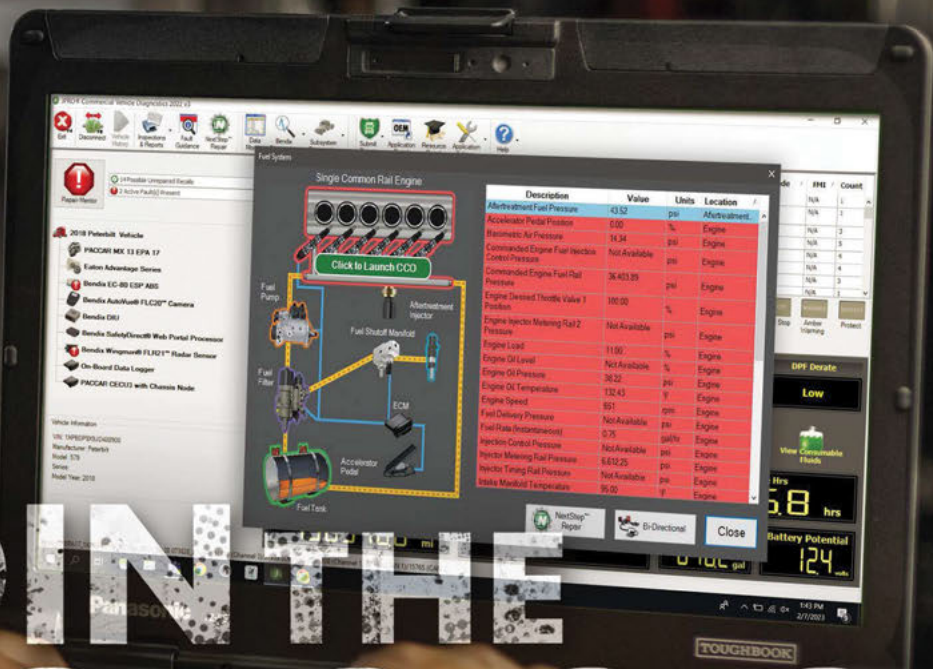 JPRO® Commercial Vehicle Diagnostics 2022 v3
Exit
Disconnect
Vehicle History
Inspections & Reports
Fault Guidance
NextStep™ Repair
Data
Bendix
Subsystem
Submit
OEM
Application
Resource
Application
Help
Repair Mentor
24 Possible Unrepaired Recalls
2 Active Fault(s) Present
2018 Peterbilt Vehicle
PACCAR MX 13 EPA 17
Eaton Advantage Series
Bendix EC-80 ESP ABS
Bendix AutoVue® FLC20™ Camera
Bendix DIU
Bendix SafetyDirect® Web Portal Processor
Bendix Wingman® FLR21™ Radar Sensor
On-Board Data Logger
PACCAR CECU3 with Chassis Node
Vehicle Information
Manufacturer: Peterbilt
Model: 579
Series:
Model Year: 2018
Fuel System
X
Single Common Rail Engine
Click to Launch CCO
Fuel Pump
Aftertreatment Injector
Fuel Shutoff Manifold
Fuel Filter
ECM
Accelerator Pedal
Fuel Tank
Description Value Units Location
Aftertreatment Fuel Pressure 43.52 psi Aftertreatment...
Accelerator Pedal Position 0.00 % Engine
Barometric Air Pressure 14.34 psi Engine
Commanded Engine Fuel Injection Control Pressure Not Available psi Engine
Commanded Engine Fuel Rail Pressure 36,403.89 psi Engine
Engine Desired Throttle Valve 1 Position 100.00 % Engine
Engine Injector Metering Rail 2 Pressure Not Available psi Engine
Engine Load 11.00 % Engine
Engine Oil Level Not Available % Engine
Engine Oil Pressure 38.22 psi Engine
Engine Oil Temperature 132.43 °F Engine
Engine Speed 651 rpm Engine
Fuel Delivery Pressure Not Available psi Engine
Fuel Rate (Instantaneous) 0.75 gal/hr Engine
Injection Control Pressure Not Available psi Engine
Injector Metering Rail Pressure 6,612.25 psi Engine
Injector Timing Rail Pressure Not Available psi Engine
Intake Manifold Temperature 95.00 °F Engine
NextStep™ Repair
Bi-Directional
Close
FMI Count
N/A
N/A
N/A
N/A
N/A
N/A
N/A
Stop
Amber Warning
Protect
DPF Derate
Low
View Consumable Fluids
Hrs
hrs
Battery Potential
12.4 volts
mi
gal
1:43 PM
2/7/2023
IN THE
Panasonic
TOUGHBOOK